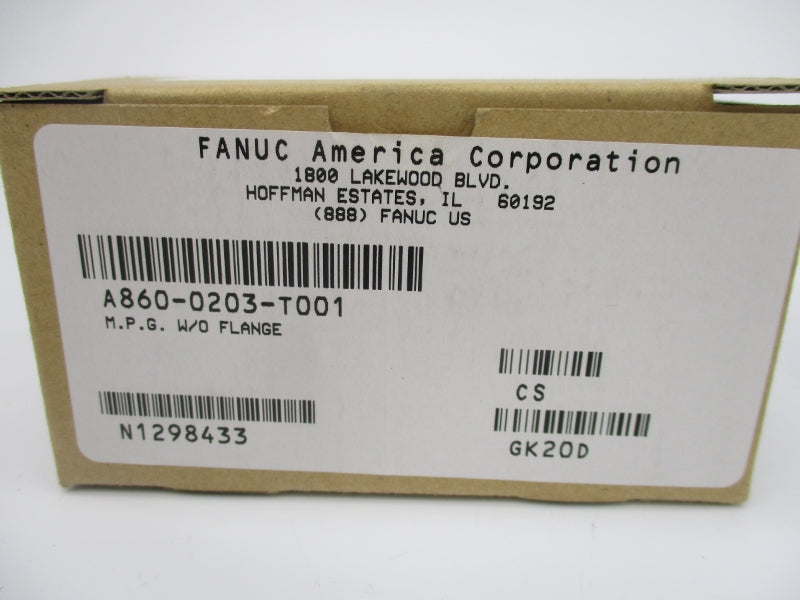 FANUC America Corporation
1800 LAKEWOOD BLVD.
HOFFMAN ESTATES, IL 60192
(888) FANUC US
A860-0203-T001
M.P.G. W/O FLANGE
CS
N1298433
GK20D